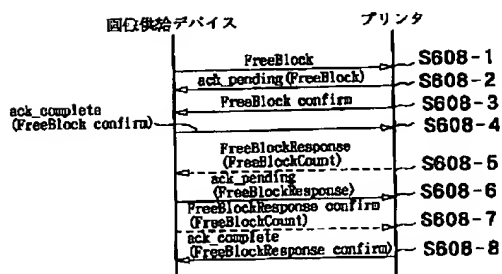 画像供給デバイス プリンタ
FreeBlock S608-1
ack_pending(FreeBlock) S608-2
FreeBlock confirm S608-3
ack_complete
(FreeBlock confirm) S608-4
FreeBlockResponse
(FreeBlockCount) S608-5
ack_pending
(FreeBlockResponse) S608-6
FreeBlockResponse confirm
(FreeBlockCount) S608-7
ack_complete
(FreeBlockResponse confirm) S608-8